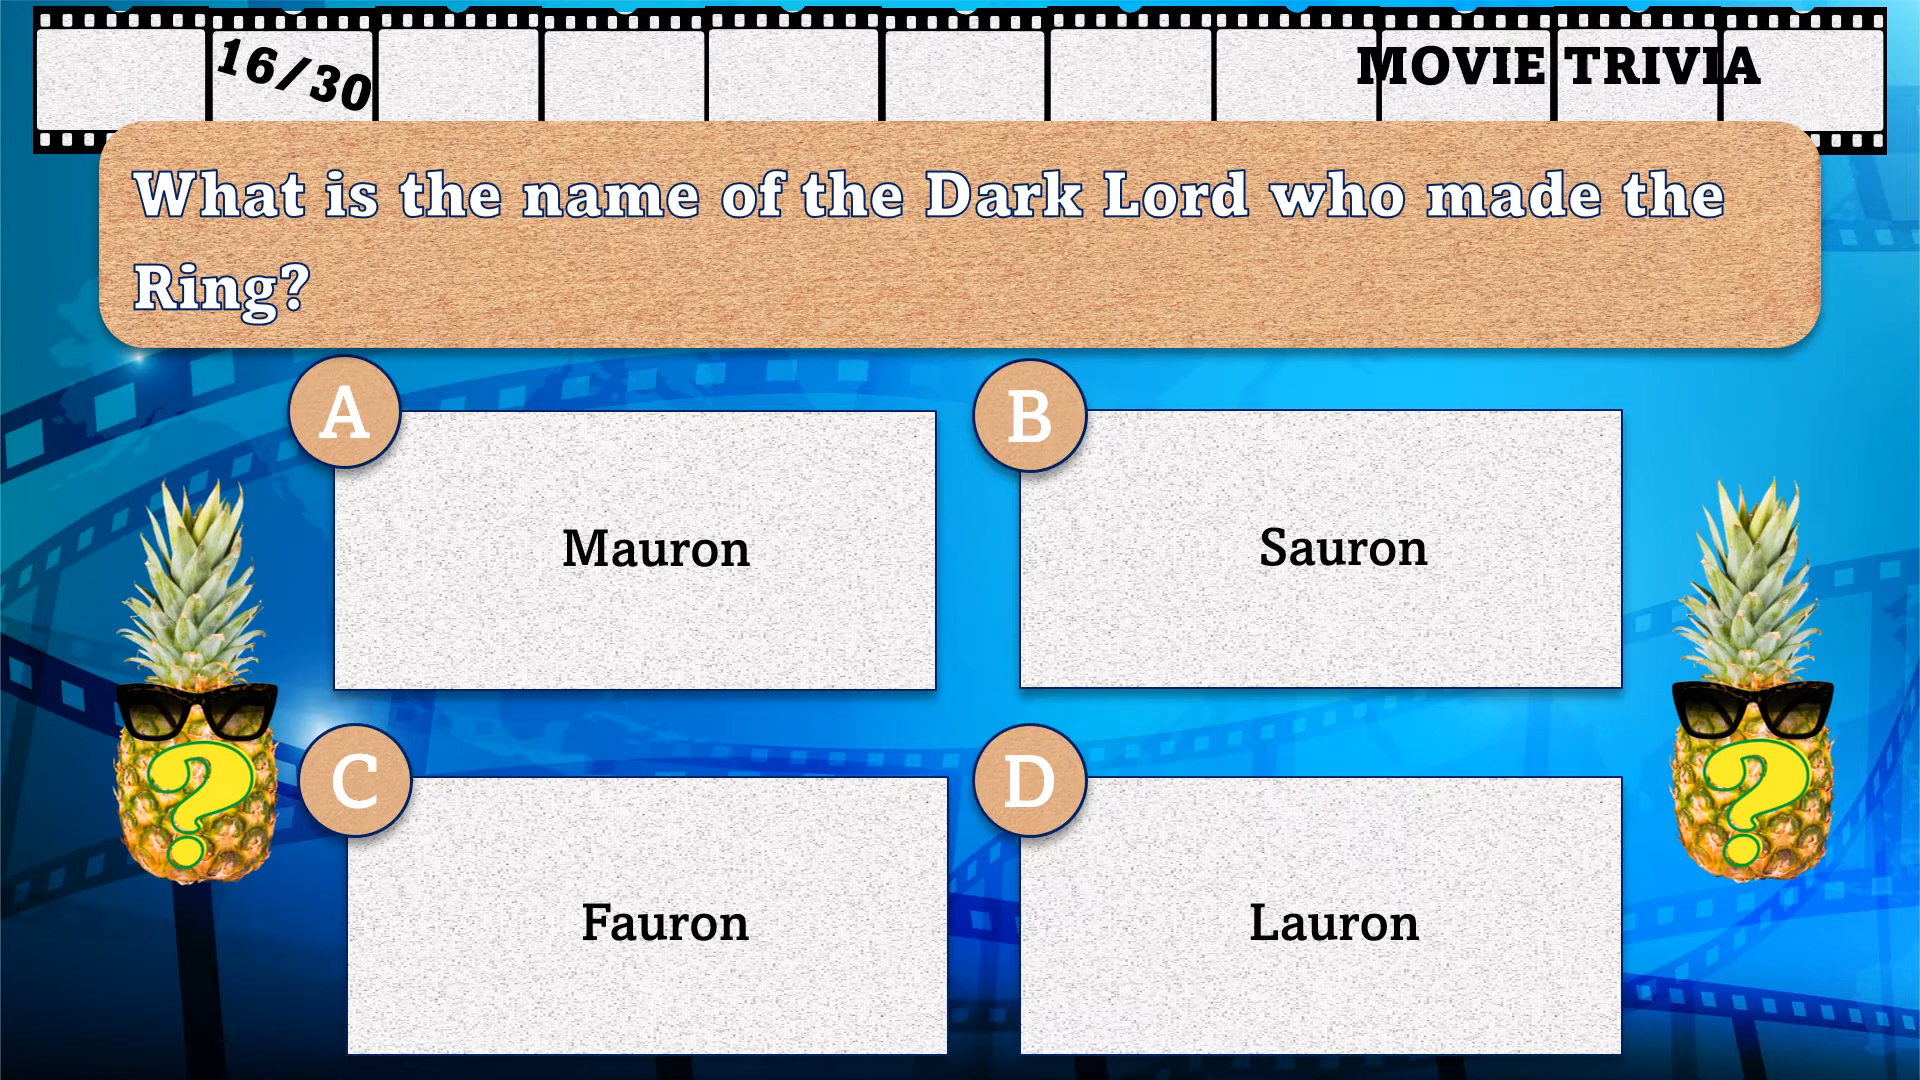 16/30
MOVIE TRIVIA
What is the name of the Dark Lord who made the
Ring?
A
Mauron
B
Sauron
C
Fauron
D
Lauron
?
?